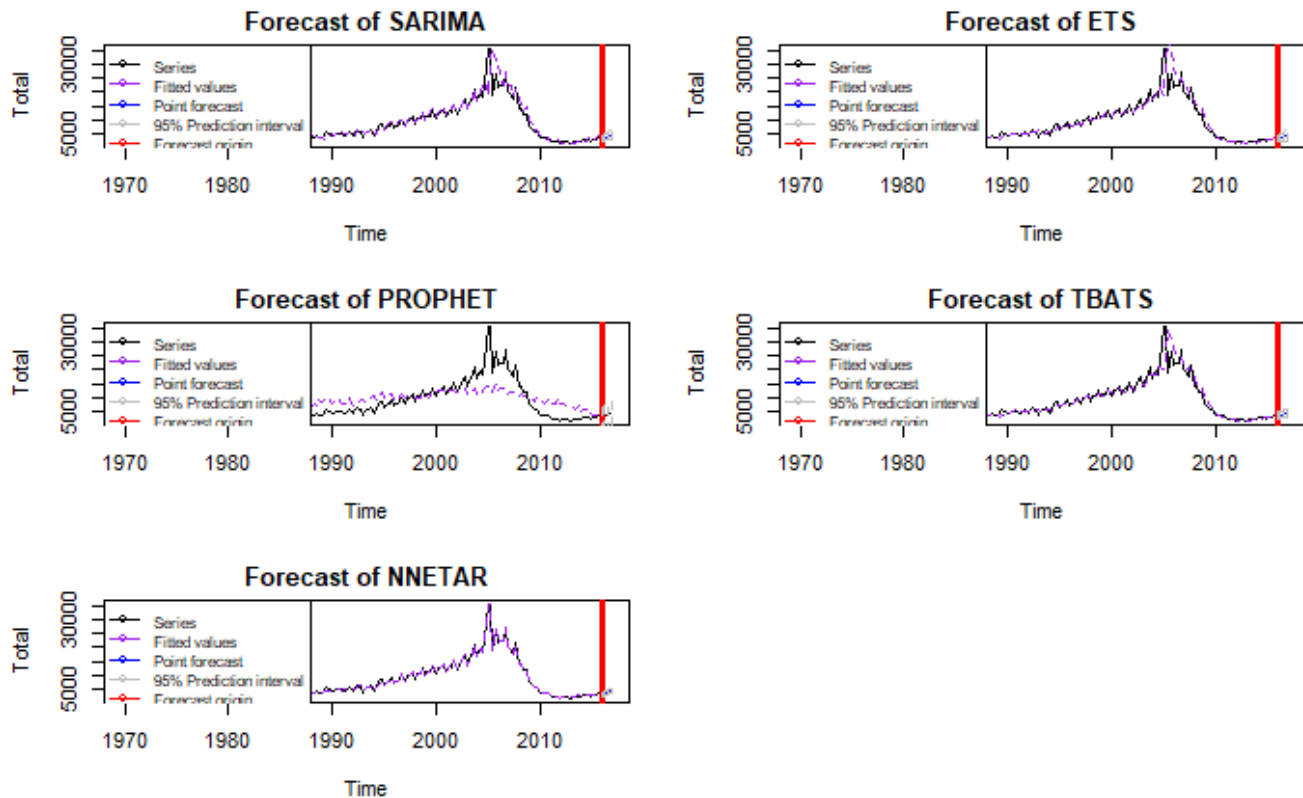 Forecast of SARIMA
Total
30000
5000
Series
Fitted values
Point forecast
95% Prediction interval
Forecast origin
1970 1980 1990 2000 2010
Time
Forecast of ETS
Total
30000
5000
Series
Fitted values
Point forecast
95% Prediction interval
Forecast origin
1970 1980 1990 2000 2010
Time
Forecast of PROPHET
Total
30000
5000
Series
Fitted values
Point forecast
95% Prediction interval
Forecast origin
1970 1980 1990 2000 2010
Time
Forecast of TBATS
Total
30000
5000
Series
Fitted values
Point forecast
95% Prediction interval
Forecast origin
1970 1980 1990 2000 2010
Time
Forecast of NNETAR
Total
30000
5000
Series
Fitted values
Point forecast
95% Prediction interval
Forecast origin
1970 1980 1990 2000 2010
Time